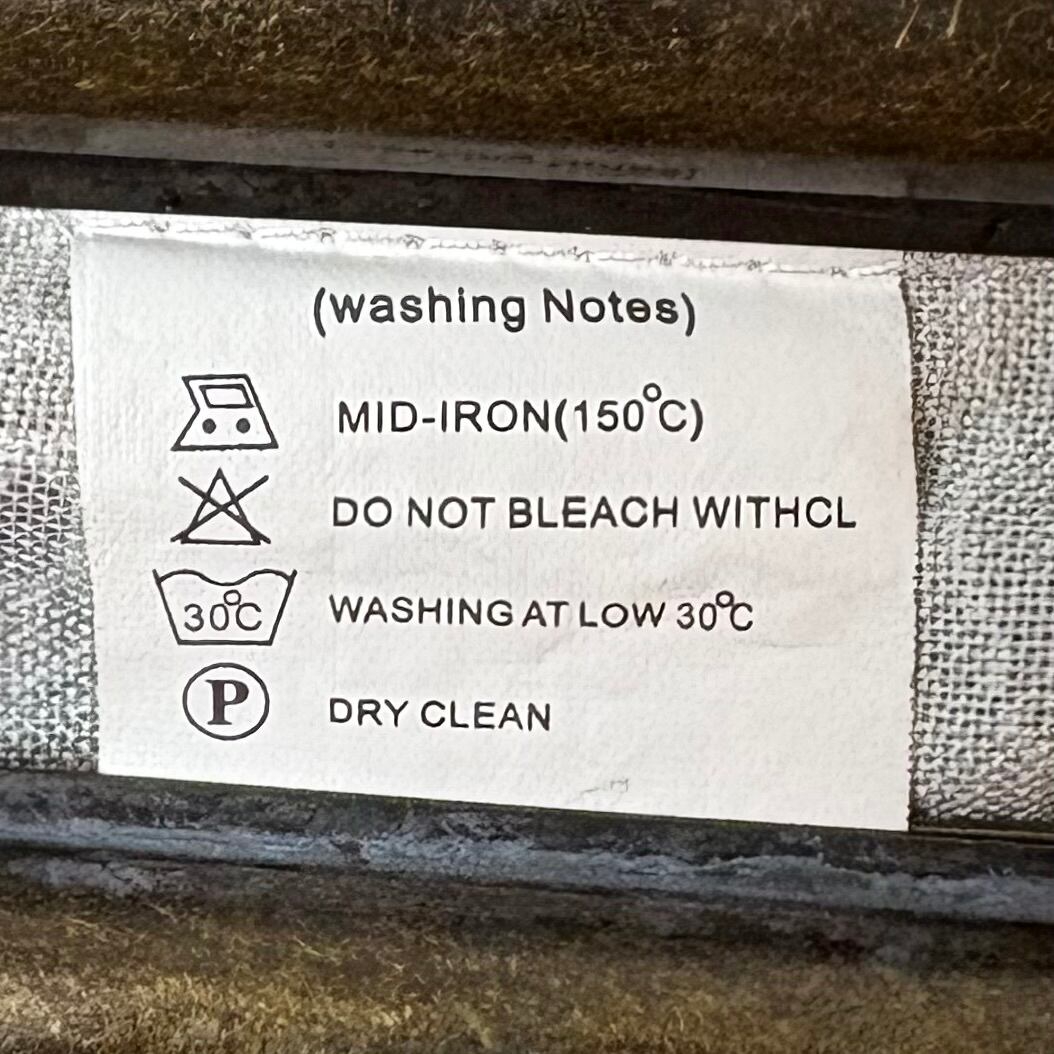 (washing Notes)
MID-IRON(150°C)
DO NOT BLEACH WITHCL
30°C WASHING AT LOW 30°C
P DRY CLEAN